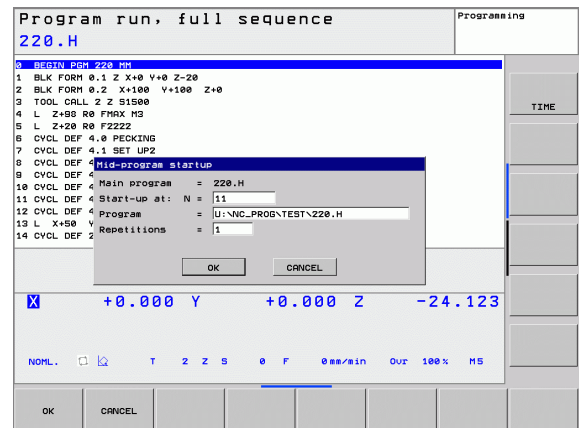 Program run, full sequence
Programming
220.H
0 BEGIN PGM 220 MM
1 BLK FORM 0.1 Z X+0 Y+0 Z-20
2 BLK FORM 0.2 X+100 Y+100 Z+0
3 TOOL CALL 2 Z S1500
4 L Z+98 R0 FMAX M3
5 L Z+20 R0 F2222
6 CYCL DEF 4.0 PECKING
7 CYCL DEF 4.1 SET UP2
8 CYCL DEF 4
9 CYCL DEF 4
10 CYCL DEF 4
11 CYCL DEF 4
12 CYCL DEF 4
13 L X+50 Y
14 CYCL DEF 2
Mid-program startup
Main program = 220.H
Start-up at: N = 11
Program = U:\NC_PROG\TEST\220.H
Repetitions = 1
OK CANCEL
TIME
X +0.000 Y +0.000 Z -24.123
NOML. T 2 Z S 0 F 0mm/min Ovr 100% M5
OK CANCEL